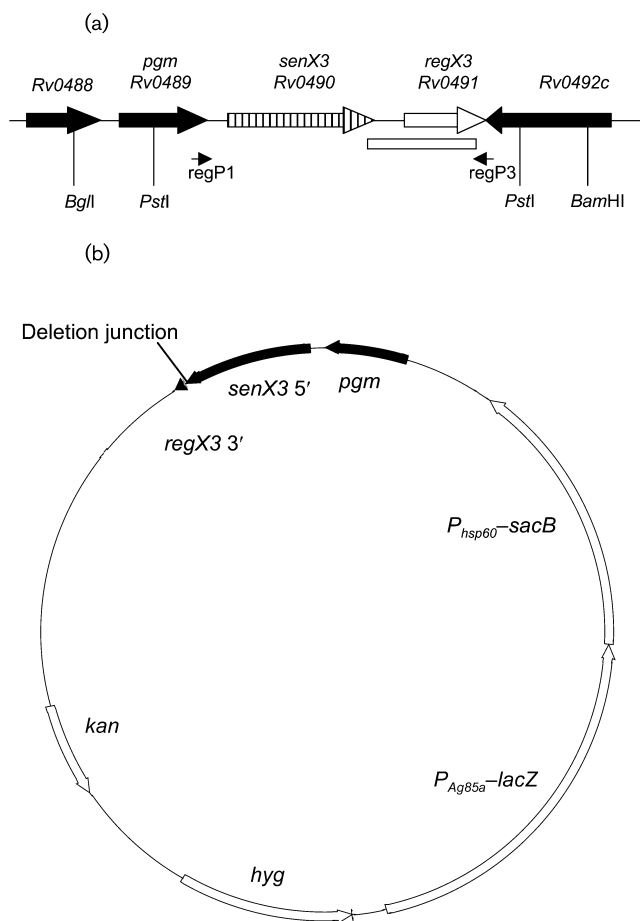 (a)
pgm senX3 regX3
Rv0488 Rv0489 Rv0490 Rv0491 Rv0492c
regP1 regP3
BglI PstI PstI BamHI
(b)
Deletion junction
senX3 5′ pgm
regX3 3′
Phsp60–sacB
kan
PAg85a–lacZ
hyg